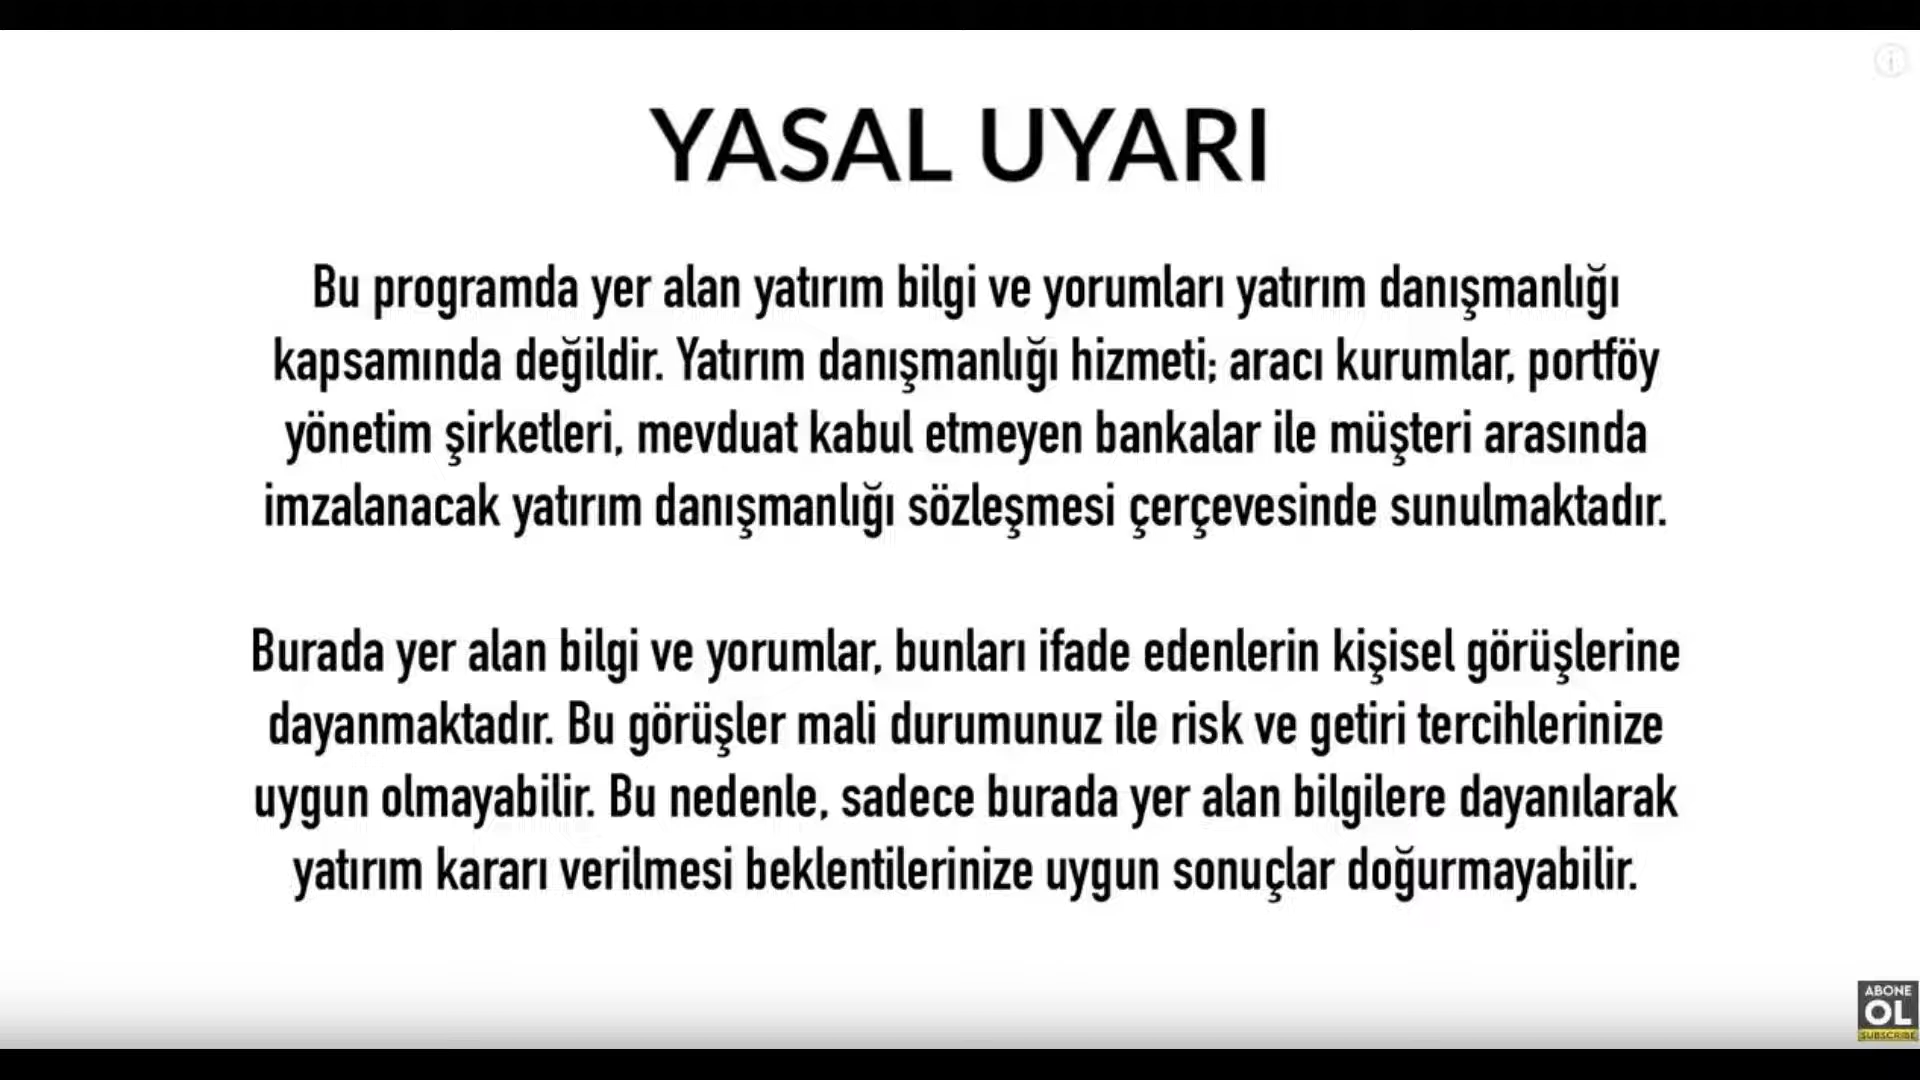 YASAL UYARI
Bu programda yer alan yatırım bilgi ve yorumları yatırım danışmanlığı
kapsamında değildir. Yatırım danışmanlığı hizmeti; aracı kurumlar, portföy
yönetim şirketleri, mevduat kabul etmeyen bankalar ile müşteri arasında
imzalanacak yatırım danışmanlığı sözleşmesi çerçevesinde sunulmaktadır.
Burada yer alan bilgi ve yorumlar, bunları ifade edenlerin kişisel görüşlerine
dayanmaktadır. Bu görüşler mali durumunuz ile risk ve getiri tercihlerinize
uygun olmayabilir. Bu nedenle, sadece burada yer alan bilgilere dayanılarak
yatırım kararı verilmesi beklentilerinize uygun sonuçlar doğurmayabilir.
ABONE
OL
SUBSCRIBE